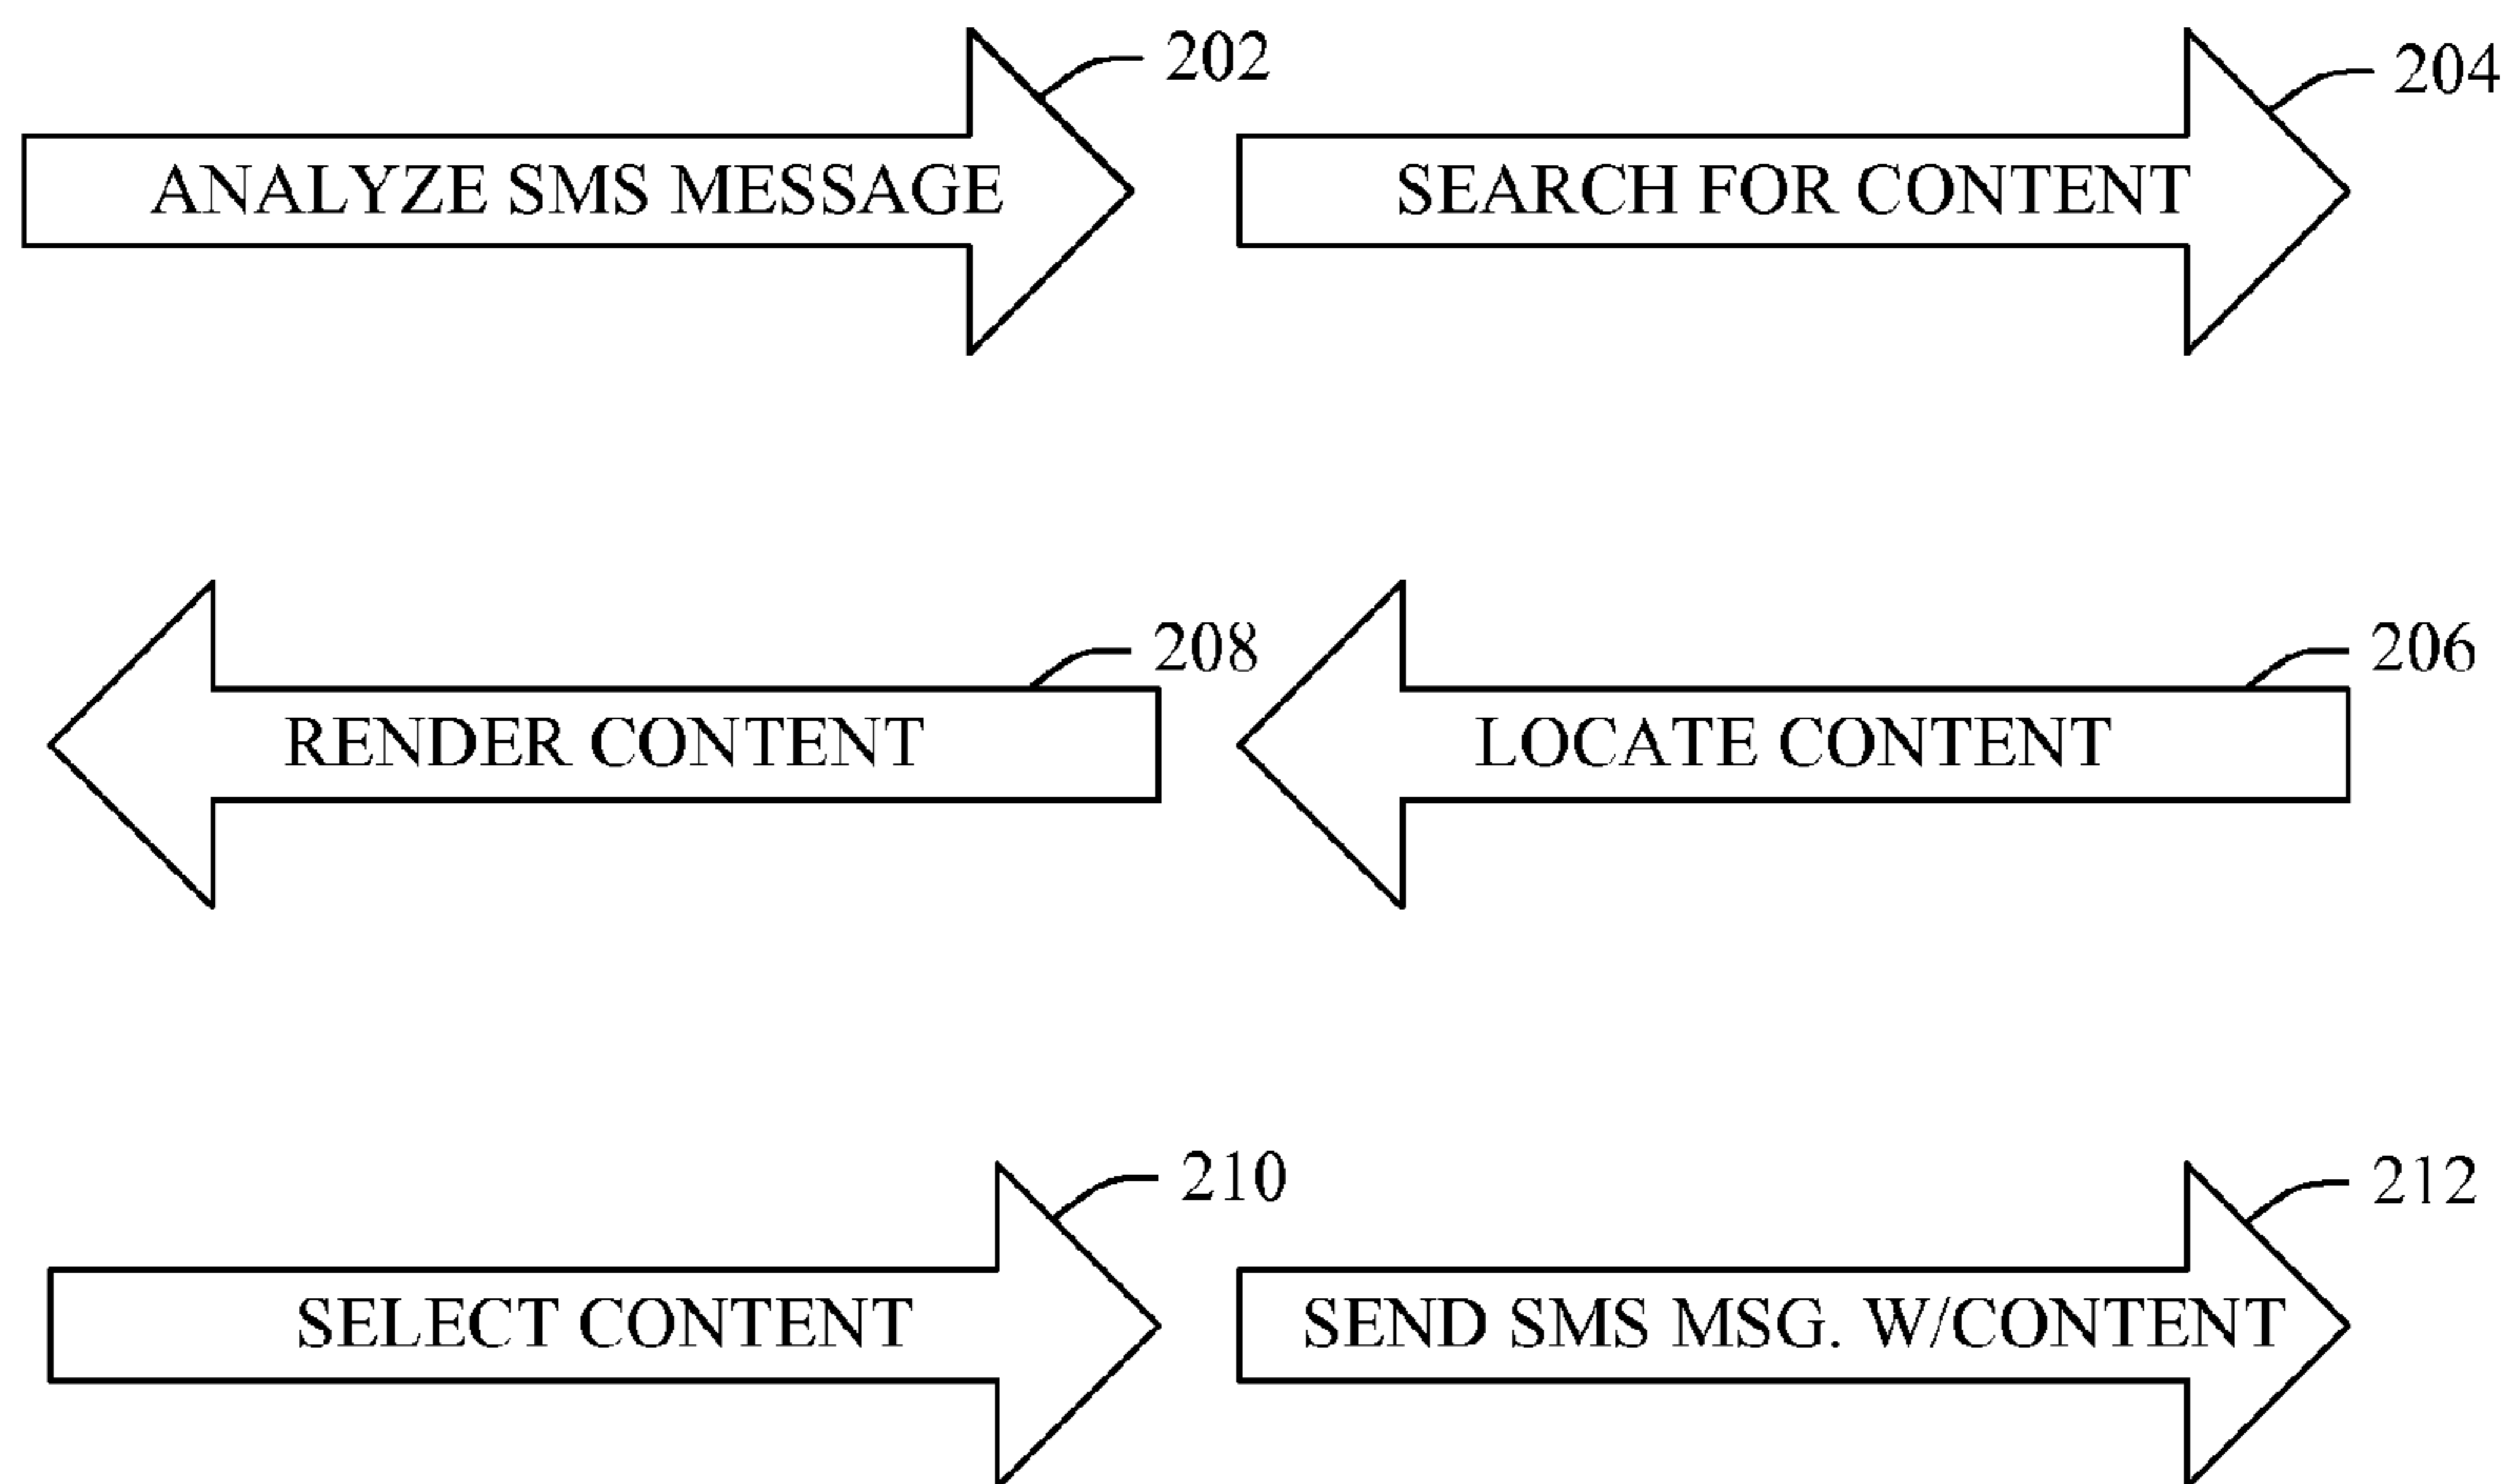 202
204
ANALYZE SMS MESSAGE
SEARCH FOR CONTENT
208
206
RENDER CONTENT
LOCATE CONTENT
210
212
SELECT CONTENT
SEND SMS MSG. W/CONTENT